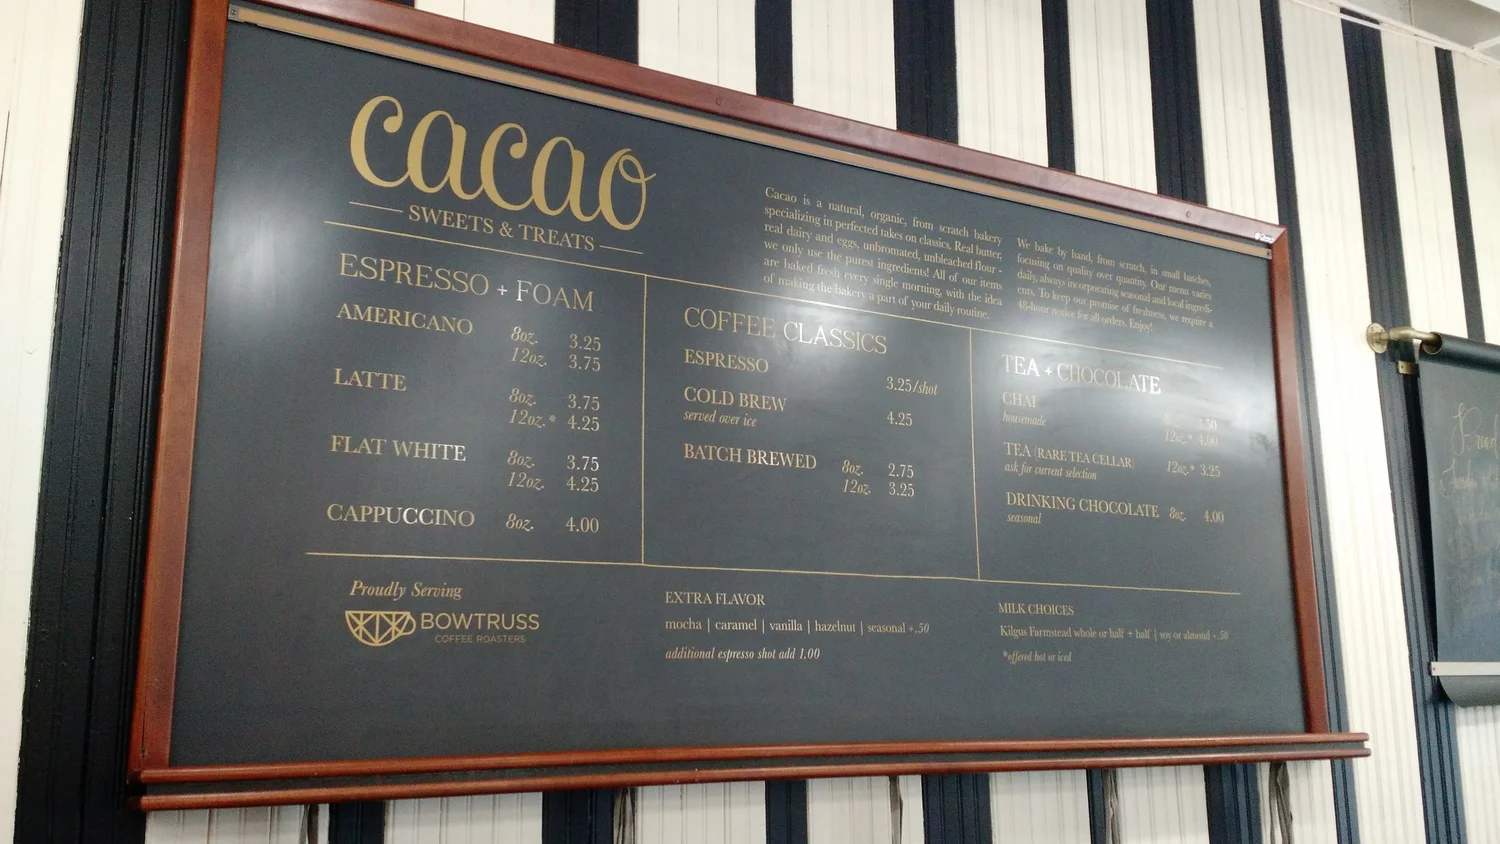 cacao
SWEETS & TREATS
Cacao is a natural, organic, from scratch bakery
specializing in perfected takes on classics. Real butter,
real dairy and eggs, unbromated, unbleached flour -
we only use the purest ingredients! All of our items
are baked fresh every single morning, with the idea
of making the bakery a part of your daily routine.
We bake by hand, from scratch, in small batches,
focusing on quality over quantity. Our menu varies
daily, always incorporating seasonal and local ingredi-
ents. To keep our promise of freshness, we require a
48-hour notice for all orders. Enjoy!
ESPRESSO + FOAM
AMERICANO
8oz. 3.25
12oz. 3.75
LATTE
8oz. 3.75
12oz.* 4.25
FLAT WHITE
8oz. 3.75
12oz. 4.25
CAPPUCCINO 8oz. 4.00
COFFEE CLASSICS
ESPRESSO
3.25/shot
COLD BREW
served over ice 4.25
BATCH BREWED 8oz. 2.75
12oz. 3.25
TEA + CHOCOLATE
CHAI
housemade
12oz.* 4.00
TEA (RARE TEA CELLAR) 12oz.* 3.25
ask for current selection
DRINKING CHOCOLATE 8oz. 4.00
seasonal
Proudly Serving
BOWTRUSS
COFFEE ROASTERS
EXTRA FLAVOR
mocha | caramel | vanilla | hazelnut | seasonal +.50
additional espresso shot add 1.00
MILK CHOICES
Kilgus Farmstead whole or half + half | soy or almond +.50
*offered hot or iced